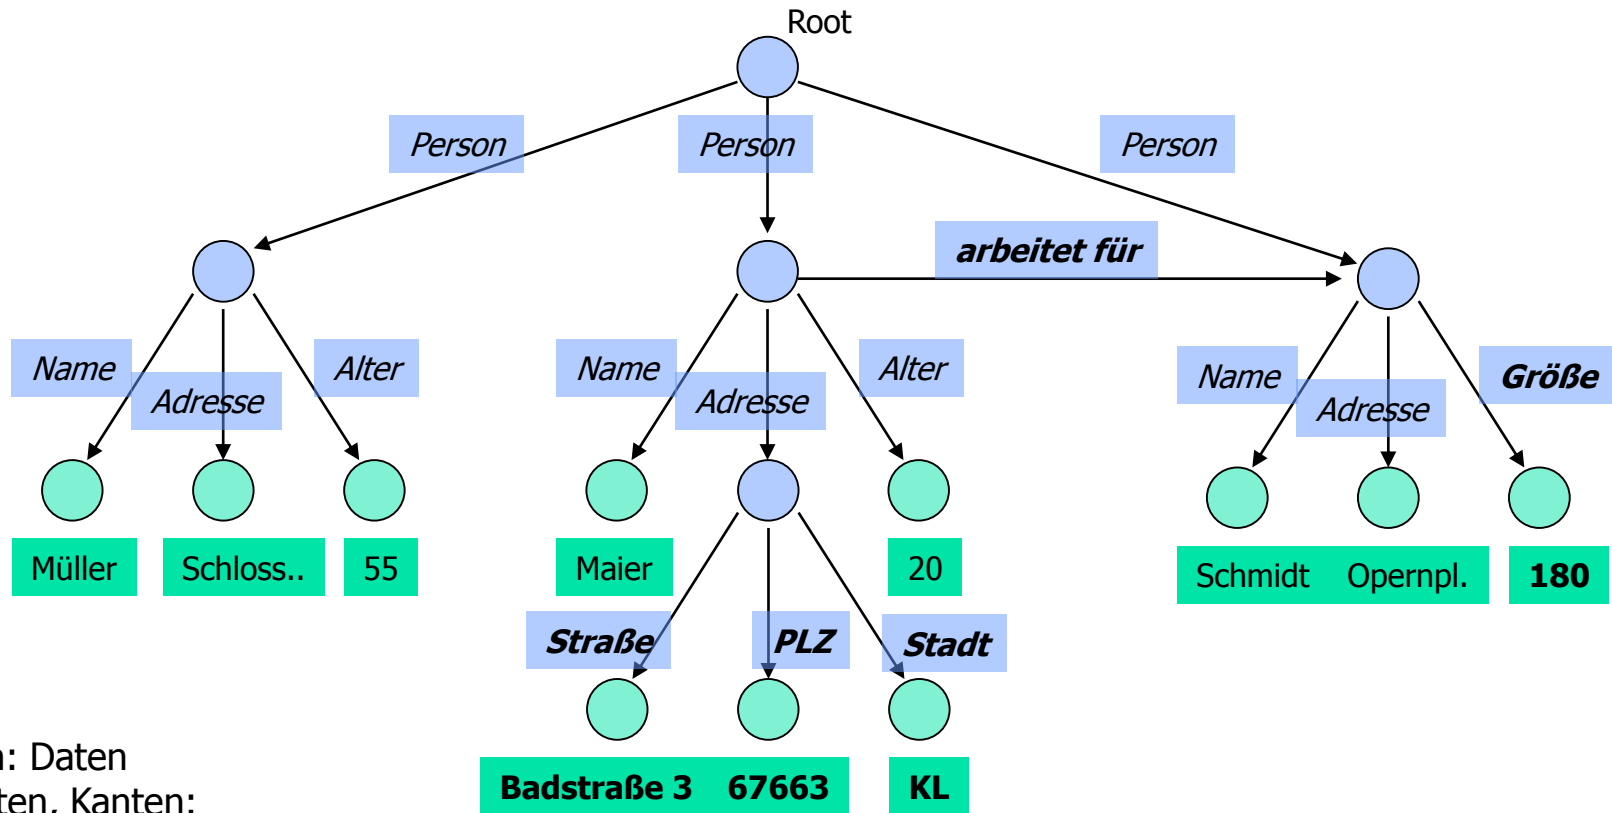 Root
Person Person Person
arbeitet für
Name Adresse Alter Name Adresse Alter Name Adresse Größe
Müller Schloss.. 55 Maier 20 Schmidt Opernpl. 180
Straße PLZ Stadt
: Daten
Badstraße 3 67663 KL
ten, Kanten: